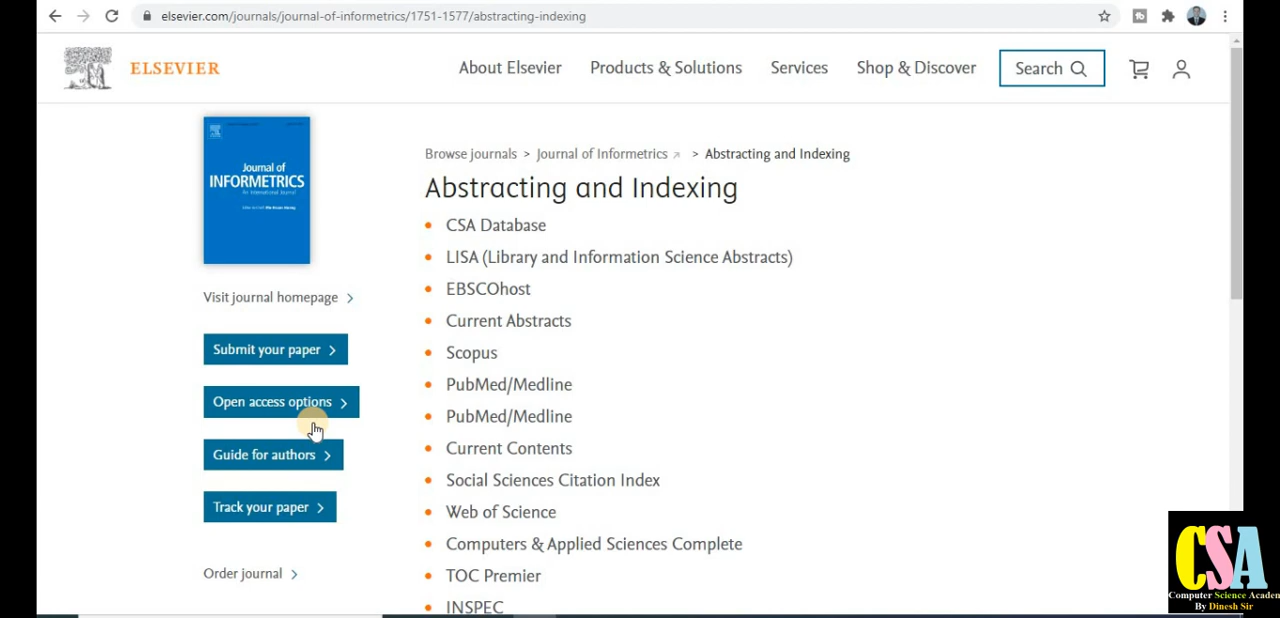 elsevier.com/journals/journal-of-informetrics/1751-1577/abstracting-indexing
ELSEVIER
About Elsevier
Products & Solutions
Services
Shop & Discover
Search
Journal of
INFORMETRICS
An International Journal
Visit journal homepage
Submit your paper
Open access options
Guide for authors
Track your paper
Order journal
Browse journals > Journal of Informetrics > Abstracting and Indexing
Abstracting and Indexing
CSA Database
LISA (Library and Information Science Abstracts)
EBSCOhost
Current Abstracts
Scopus
PubMed/Medline
PubMed/Medline
Current Contents
Social Sciences Citation Index
Web of Science
Computers & Applied Sciences Complete
TOC Premier
INSPEC
CSA
Computer Science Academ
By Dinesh Sir